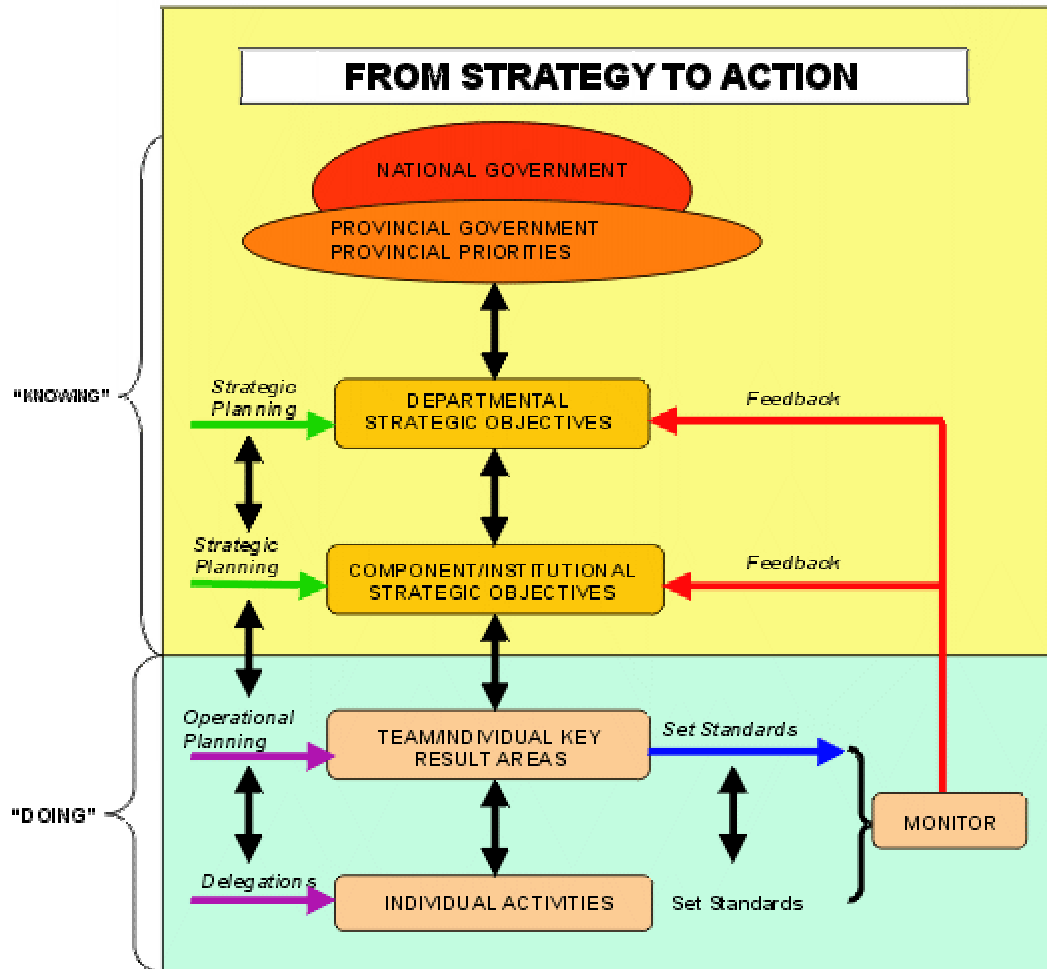 FROM STRATEGY TO ACTION
NATIONAL GOVERNMENT
PROVINCIAL GOVERNMENT
PROVINCIAL PRIORITIES
"KNOWING"
Strategic
Planning
DEPARTMENTAL
STRATEGIC OBJECTIVES
Feedback
Strategic
Planning
COMPONENT/INSTITUTIONAL
STRATEGIC OBJECTIVES
Feedback
"DOING"
Operational
Planning
TEAM/INDIVIDUAL KEY
RESULT AREAS
Set Standards
MONITOR
Delegations
INDIVIDUAL ACTIVITIES
Set Standards